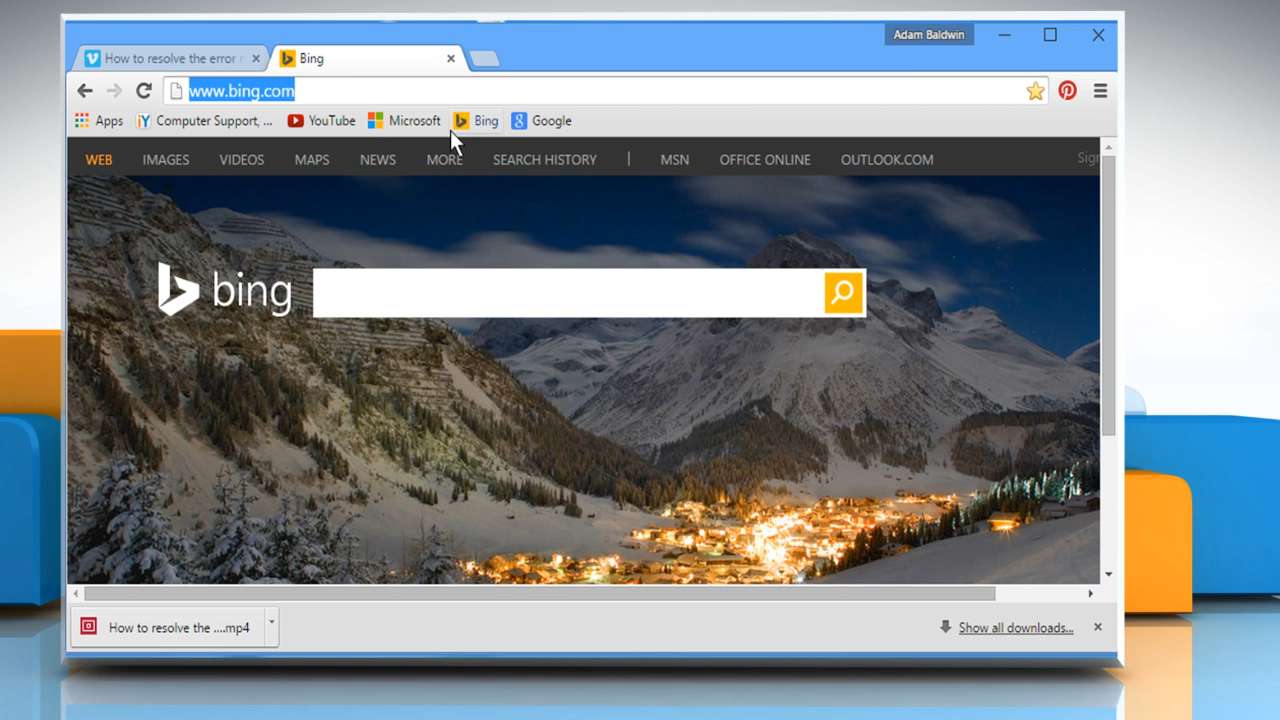 Adam Baldwin
How to resolve the error
Bing
www.bing.com
Apps Computer Support, ... YouTube Microsoft Bing Google
WEB IMAGES VIDEOS MAPS NEWS MORE SEARCH HISTORY | MSN OFFICE ONLINE OUTLOOK.COM
bing
How to resolve the ....mp4
Show all downloads...